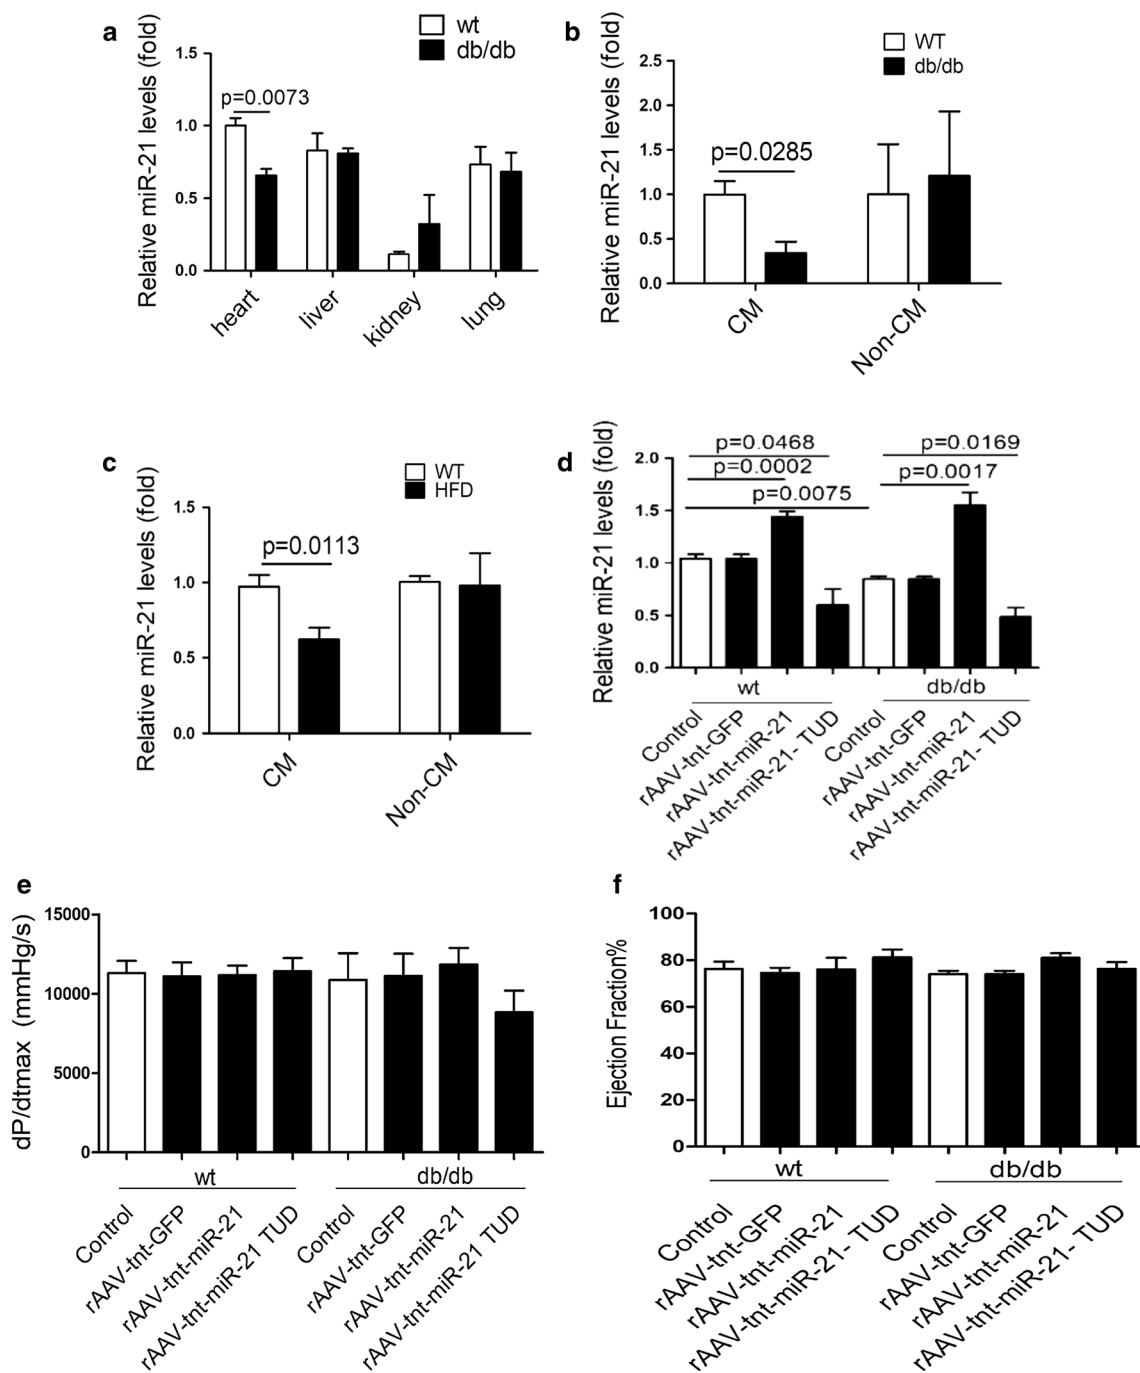 a
wt
db/db
Relative miR-21 levels (fold)
1.5
1.0
0.5
0.0
p=0.0073
heart
liver
kidney
lung
b
WT
db/db
Relative miR-21 levels (fold)
2.5
2.0
1.5
1.0
0.5
0.0
p=0.0285
CM
Non-CM
c
WT
HFD
Relative miR-21 levels (fold)
1.5
1.0
0.5
0.0
p=0.0113
CM
Non-CM
d
Relative miR-21 levels (fold)
2.0
1.5
1.0
0.5
0.0
p=0.0468
p=0.0002
p=0.0075
p=0.0169
p=0.0017
wt
db/db
Control
rAAV-tnt-GFP
rAAV-tnt-miR-21
rAAV-tnt-miR-21- TUD
Control
rAAV-tnt-GFP
rAAV-tnt-miR-21
rAAV-tnt-miR-21- TUD
e
dP/dtmax (mmHg/s)
15000
10000
5000
0
wt
db/db
Control
rAAV-tnt-GFP
rAAV-tnt-miR-21
rAAV-tnt-miR-21 TUD
Control
rAAV-tnt-GFP
rAAV-tnt-miR-21
rAAV-tnt-miR-21 TUD
f
Ejection Fraction%
100
80
60
40
20
0
wt
db/db
Control
rAAV-tnt-GFP
rAAV-tnt-miR-21
rAAV-tnt-miR-21- TUD
Control
rAAV-tnt-GFP
rAAV-tnt-miR-21
rAAV-tnt-miR-21- TUD